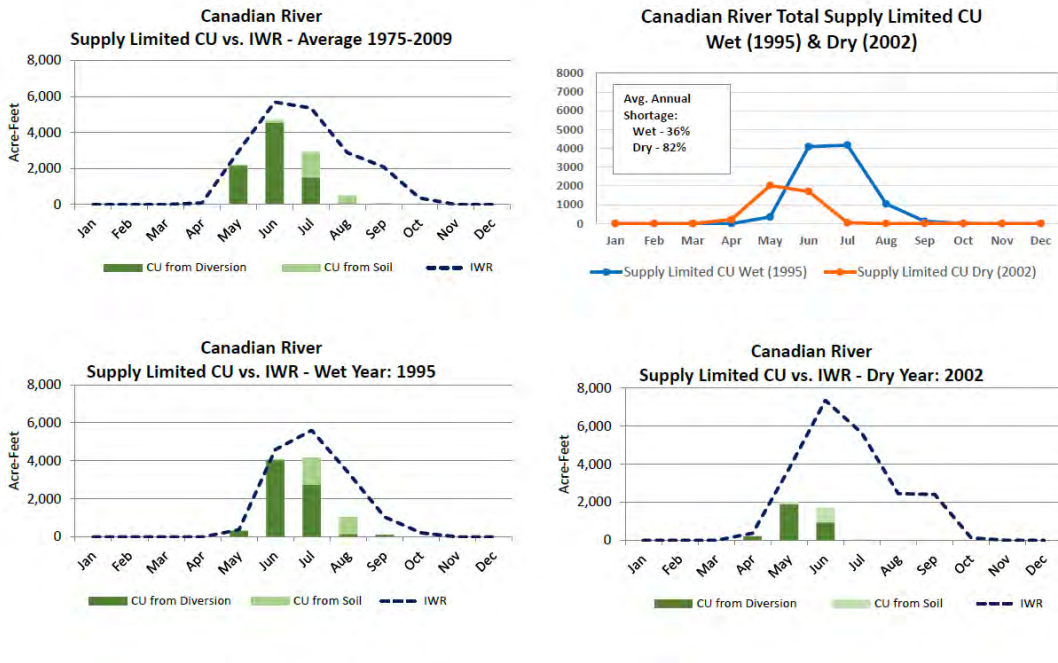 Canadian River
Supply Limited CU vs. IWR - Average 1975-2009
8,000
6,000
4,000
2,000
0
Acre-Feet
Jan Feb Mar Apr May Jun Jul Aug Sep Oct Nov Dec
CU from Diversion CU from Soil IWR
Canadian River Total Supply Limited CU
Wet (1995) & Dry (2002)
8000
7000
6000
5000
4000
3000
2000
1000
0
Avg. Annual
Shortage:
Wet - 36%
Dry - 82%
Jan Feb Mar Apr May Jun Jul Aug Sep Oct Nov Dec
Supply Limited CU Wet (1995) Supply Limited CU Dry (2002)
Canadian River
Supply Limited CU vs. IWR - Wet Year: 1995
8,000
6,000
4,000
2,000
0
Acre-Feet
Jan Feb Mar Apr May Jun Jul Aug Sep Oct Nov Dec
CU from Diversion CU from Soil IWR
Canadian River
Supply Limited CU vs. IWR - Dry Year: 2002
8,000
6,000
4,000
2,000
0
Acre-Feet
Jan Feb Mar Apr May Jun Jul Aug Sep Oct Nov Dec
CU from Diversion CU from Soil IWR